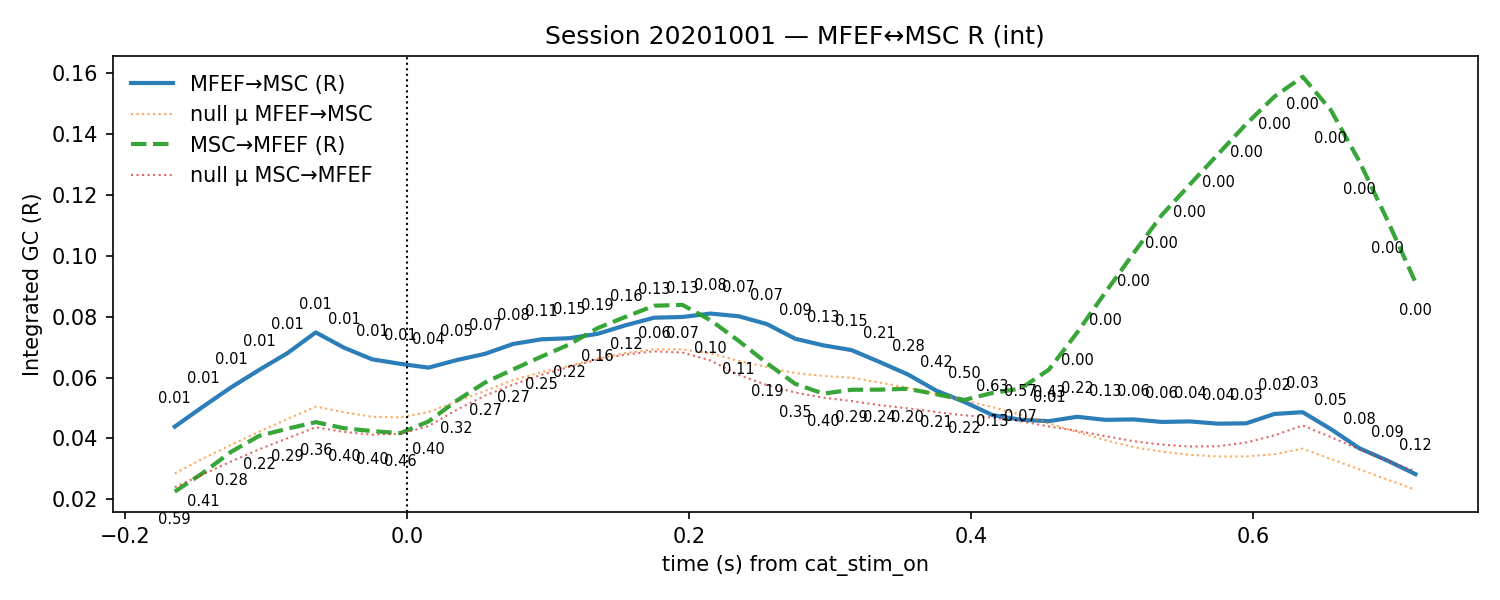 Session 20201001 — MFEF↔MSC R (int)
Integrated GC (R)
0.16
0.14
0.12
0.10
0.08
0.06
0.04
0.02
MFEF→MSC (R)
null μ MFEF→MSC
MSC→MFEF (R)
null μ MSC→MFEF
0.01 0.01 0.01 0.01 0.01 0.01 0.01 0.01 0.01 0.04 0.05 0.07 0.08 0.11 0.15 0.19 0.16 0.13 0.13 0.08 0.07 0.07 0.09 0.13 0.15 0.21 0.28 0.42 0.50 0.63 0.57 0.43 0.22 0.13 0.06 0.06 0.04 0.04 0.03 0.02 0.03 0.05 0.08 0.09 0.12
0.59 0.41 0.28 0.22 0.29 0.36 0.40 0.40 0.46 0.40 0.32 0.27 0.27 0.25 0.22 0.16 0.12 0.06 0.07 0.10 0.11 0.19 0.35 0.40 0.29 0.24 0.20 0.21 0.22 0.13 0.07 0.01 0.00 0.00 0.00 0.00 0.00 0.00 0.00 0.00 0.00 0.00 0.00 0.00 0.00
−0.2 0.0 0.2 0.4 0.6
time (s) from cat_stim_on